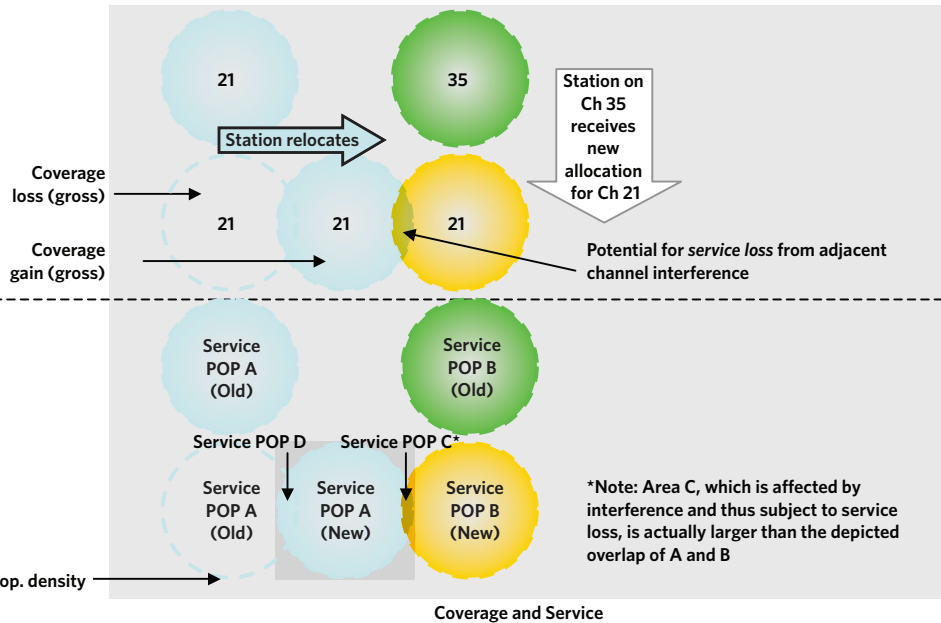 21
35
Station on
Ch 35
receives
new
allocation
for Ch 21
Station relocates
Coverage
loss (gross)
21
21
21
Coverage
gain (gross)
Potential for service loss from adjacent
channel interference
Service
POP A
(Old)
Service
POP B
(Old)
Service POP D
Service POP C*
Service
POP A
(Old)
Service
POP A
(New)
Service
POP B
(New)
*Note: Area C, which is affected by
interference and thus subject to service
loss, is actually larger than the depicted
overlap of A and B
op. density
Coverage and Service